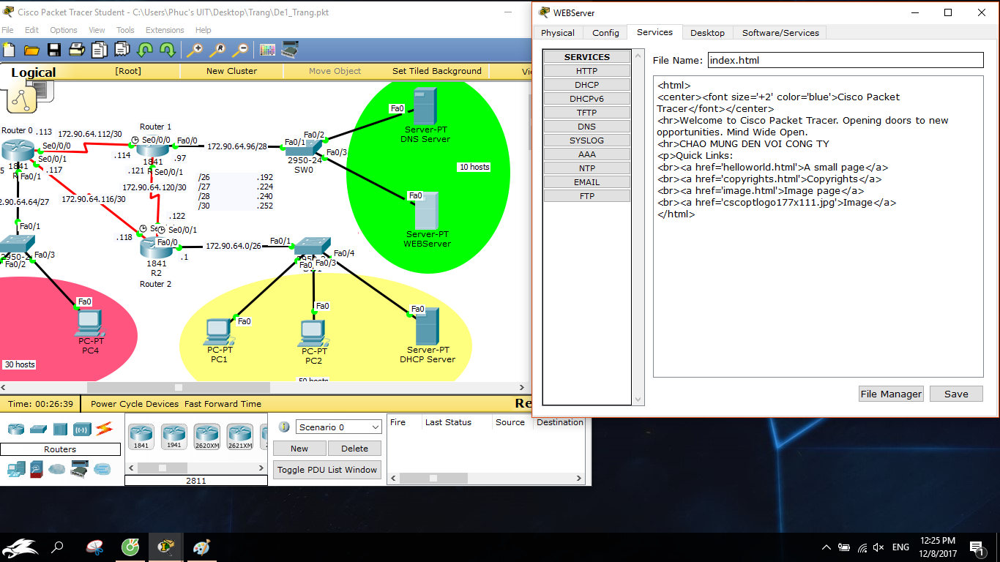 Cisco Packet Tracer Student - C:\Users\Phuc's UIT\Desktop\Trang\De1_Trang.pkt
File Edit Options View Tools Extensions Help
Logical [Root] New Cluster Move Object Set Tiled Background
Router 0
.113
172.90.64.112/30
Router 1
Se0/0/0
Se0/0/0
Fa0/0
.114
.97
1841
Se0/0/1
.117
Fa0/1
1841
.121
Se0/0/1
172.90.64.96/28
Fa0/1
Fa0/2
Fa0/3
2950-24
SW0
Fa0
Server-PT
DNS Server
10 hosts
Fa0
Server-PT
WEBServer
/26 .192
/27 .224
/28 .240
/30 .252
172.90.64.120/30
172.90.64.116/30
2.90.64.64/27
.122
.118
Se0/0/1
Fa0/0
.1
1841
R2
Router 2
172.90.64.0/26
Fa0/1
Fa0/4
Fa0/3
Fa0/1
Fa0/3
Fa0/2
Fa0
PC-PT
PC4
30 hosts
Fa0
PC-PT
PC1
Fa0
PC-PT
PC2
Fa0
Server-PT
DHCP Server
50 hosts
Time: 00:26:39 Power Cycle Devices Fast Forward Time
Routers
1841 1941 2620XM 2621XM
2811
Scenario 0
New Delete
Toggle PDU List Window
Fire Last Status Source Destination
WEBServer
Physical Config Services Desktop Software/Services
SERVICES
HTTP
DHCP
DHCPv6
TFTP
DNS
SYSLOG
AAA
NTP
EMAIL
FTP
File Name: index.html
<html>
<center><font size='+2' color='blue'>Cisco Packet
Tracer</font></center>
<hr>Welcome to Cisco Packet Tracer. Opening doors to new
opportunities. Mind Wide Open.
<hr>CHAO MUNG DEN VOI CONG TY
<p>Quick Links:
<br><a href='helloworld.html'>A small page</a>
<br><a href='copyrights.html'>Copyrights</a>
<br><a href='image.html'>Image page</a>
<br><a href='cscoptlogo177x111.jpg'>Image</a>
</html>
File Manager Save
ENG
12:25 PM
12/8/2017
1